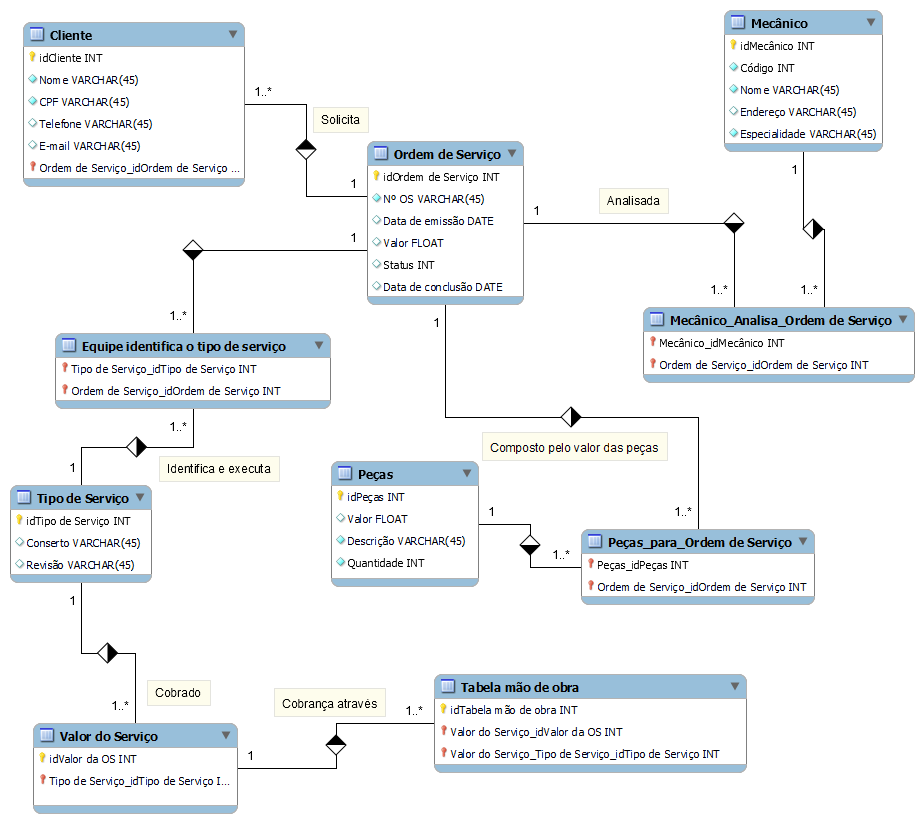 Cliente
idCliente INT
Nome VARCHAR(45)
CPF VARCHAR(45)
Telefone VARCHAR(45)
E-mail VARCHAR(45)
Ordem de Serviço_idOrdem de Serviço ...
1..*
Solicita
1
Mecânico
idMecânico INT
Código INT
Nome VARCHAR(45)
Endereço VARCHAR(45)
Especialidade VARCHAR(45)
1
1..*
Ordem de Serviço
idOrdem de Serviço INT
Nº OS VARCHAR(45)
Data de emissão DATE
Valor FLOAT
Status INT
Data de conclusão DATE
1
Analisada
1..*
1
1..*
1
Mecânico_Analisa_Ordem de Serviço
Mecânico_idMecânico INT
Ordem de Serviço_idOrdem de Serviço INT
Equipe identifica o tipo de serviço
Tipo de Serviço_idTipo de Serviço INT
Ordem de Serviço_idOrdem de Serviço INT
1..*
Identifica e executa
1
Composto pelo valor das peças
1..*
Tipo de Serviço
idTipo de Serviço INT
Conserto VARCHAR(45)
Revisão VARCHAR(45)
1
Peças
idPeças INT
Valor FLOAT
Descrição VARCHAR(45)
Quantidade INT
1
1..*
Peças_para_Ordem de Serviço
Peças_idPeças INT
Ordem de Serviço_idOrdem de Serviço INT
Cobrado
1..*
Valor do Serviço
idValor da OS INT
Tipo de Serviço_idTipo de Serviço I...
1
Cobrança através
1..*
Tabela mão de obra
idTabela mão de obra INT
Valor do Serviço_idValor da OS INT
Valor do Serviço_Tipo de Serviço_idTipo de Serviço INT